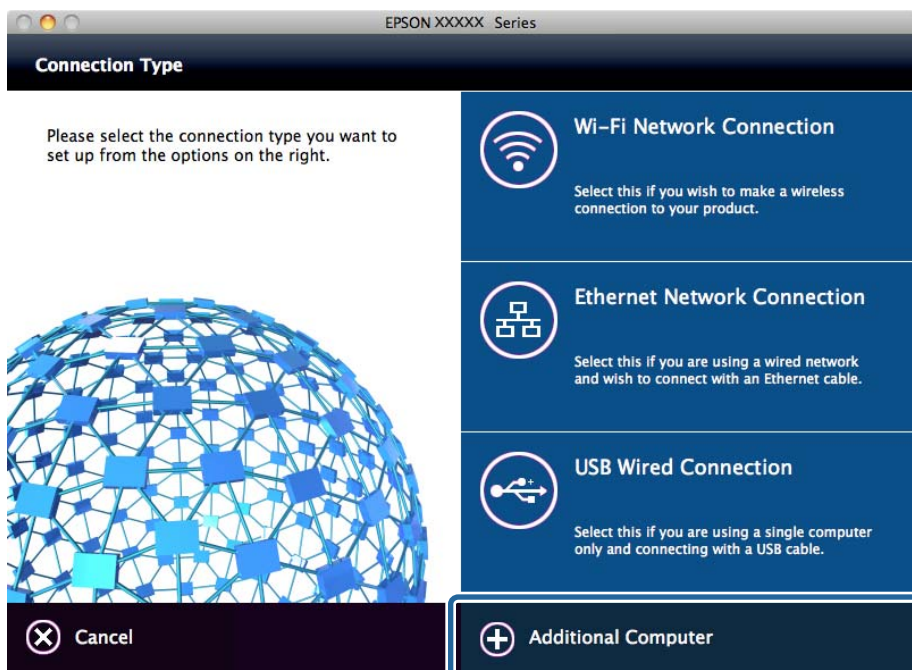 EPSON XXXXX Series
Connection Type
Please select the connection type you want to
set up from the options on the right.
Wi-Fi Network Connection
Select this if you wish to make a wireless
connection to your product.
Ethernet Network Connection
Select this if you are using a wired network
and wish to connect with an Ethernet cable.
USB Wired Connection
Select this if you are using a single computer
only and connecting with a USB cable.
Cancel
Additional Computer